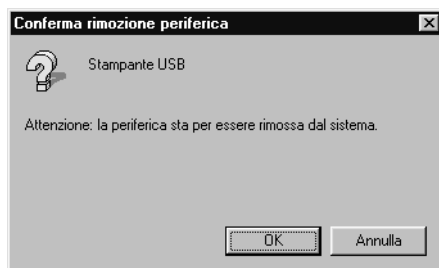 Conferma rimozione periferica
Stampante USB
Attenzione: la periferica sta per essere rimossa dal sistema.
OK
Annulla